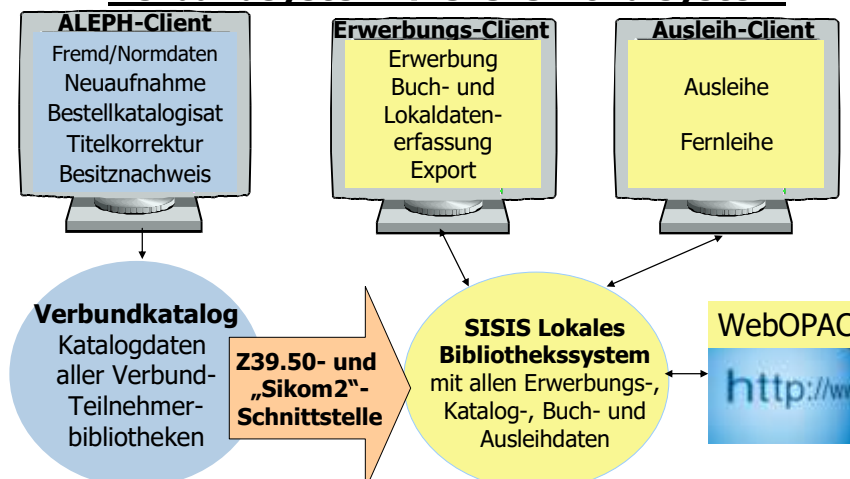 ALEPH-Client
Fremd/Normdaten
Neuaufnahme
Bestellkatalogisat
Titelkorrektur
Besitznachweis
Erwerbungs-Client
Erwerbung
Buch- und
Lokaldaten-
erfassung
Export
Ausleih-Client
Ausleihe
Fernleihe
Verbundkatalog
Katalogdaten
aller Verbund-
Teilnehmer-
bibliotheken
Z39.50- und
„Sikom2“-
Schnittstelle
SISIS Lokales
Bibliothekssystem
mit allen Erwerbungs-,
Katalog-, Buch- und
Ausleihdaten
WebOPAC
http://ww